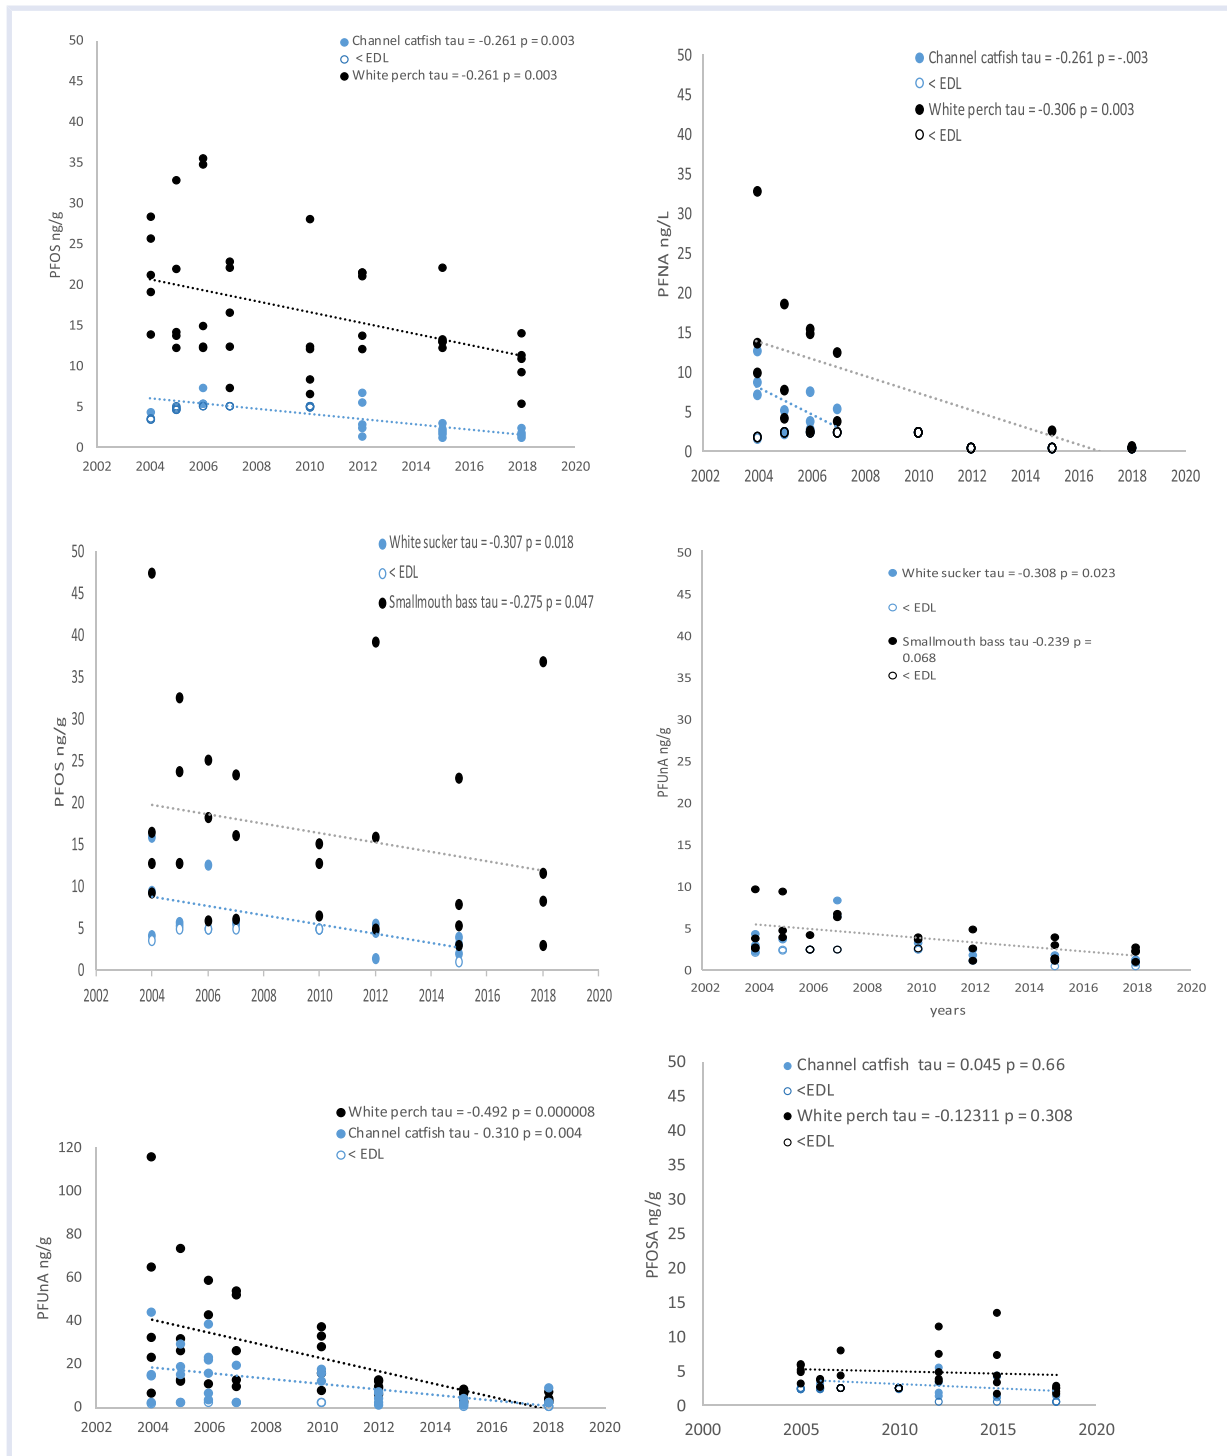 Channel catfish tau = -0.261 p = 0.003
< EDL
White perch tau = -0.261 p = 0.003
PFOS ng/g
50
45
40
35
30
25
20
15
10
5
0
2002 2004 2006 2008 2010 2012 2014 2016 2018 2020
Channel catfish tau = -0.261 p = -.003
< EDL
White perch tau = -0.306 p = 0.003
< EDL
PFNA ng/L
50
45
40
35
30
25
20
15
10
5
0
2002 2004 2006 2008 2010 2012 2014 2016 2018 2020
White sucker tau = -0.307 p = 0.018
< EDL
Smallmouth bass tau = -0.275 p = 0.047
PFOS ng/g
50
45
40
35
30
25
20
15
10
5
0
2002 2004 2006 2008 2010 2012 2014 2016 2018 2020
White sucker tau = -0.308 p = 0.023
< EDL
Smallmouth bass tau -0.239 p =
0.068
< EDL
PFUnA ng/g
50
45
40
35
30
25
20
15
10
5
0
2002 2004 2006 2008 2010 2012 2014 2016 2018 2020
years
White perch tau = -0.492 p = 0.000008
Channel catfish tau - 0.310 p = 0.004
< EDL
PFUnA ng/g
120
100
80
60
40
20
0
2002 2004 2006 2008 2010 2012 2014 2016 2018 2020
Channel catfish tau = 0.045 p = 0.66
<EDL
White perch tau = -0.12311 p = 0.308
<EDL
PFOSA ng/g
50
45
40
35
30
25
20
15
10
5
0
2000 2005 2010 2015 2020